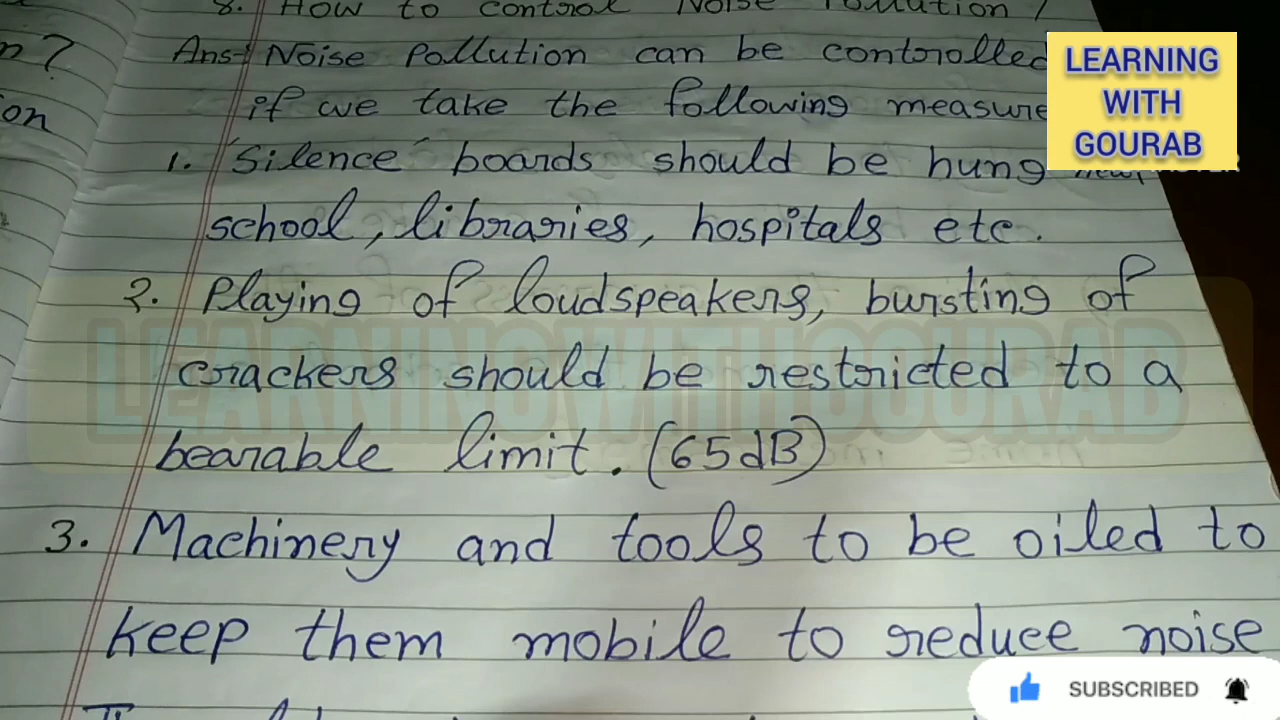 8. How to control Noise Pollution?
n?
Ans- Noise Pollution can be controlled
on
if we take the following measure
1. "Silence" boards should be hung near
school, libraries, hospitals etc.
2. Playing of loudspeakers, bursting of
crackers should be restricted to a
bearable limit. (65dB)
3. Machinery and tools to be oiled to
keep them mobile to reduce noise
LEARNING
WITH
GOURAB
LEARNINGWITHGOURAB
SUBSCRIBED